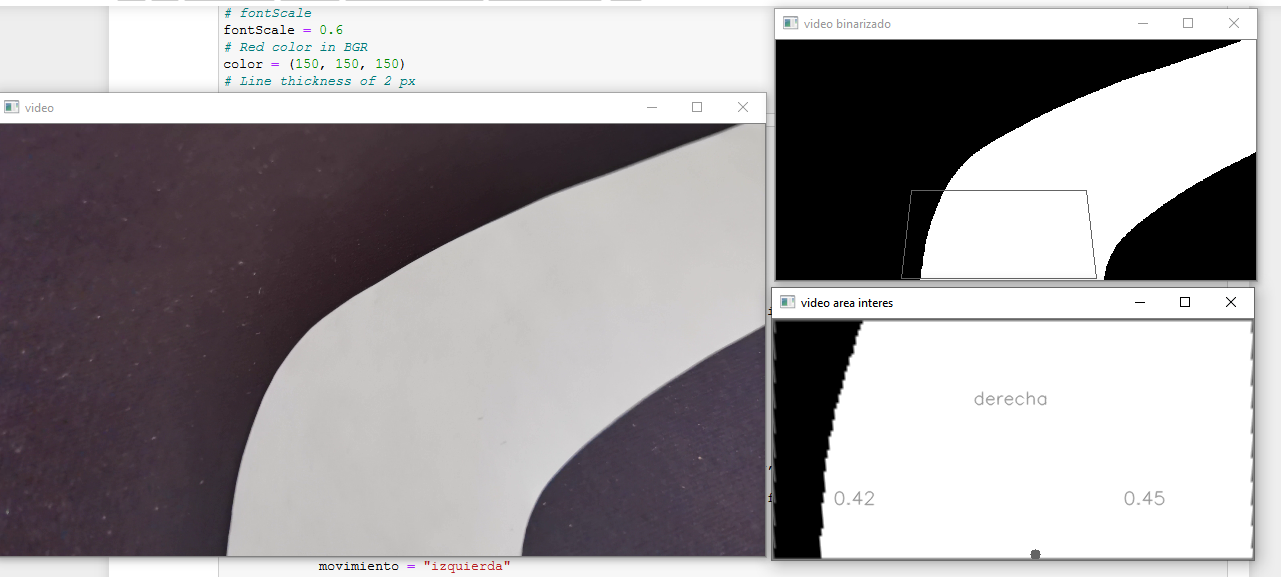 # fontScale
fontScale = 0.6
# Red color in BGR
color = (150, 150, 150)
# Line thickness of 2 px
video
video binarizado
video area interes
derecha
0.42
0.45
movimiento = "izquierda"